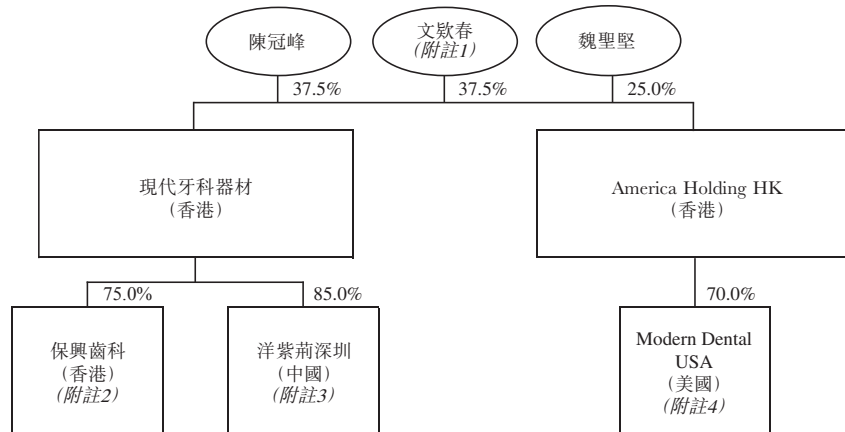 陳冠峰
文欵春
(附註1)
魏聖堅
37.5%
37.5%
25.0%
現代牙科器材
(香港)
America Holding HK
(香港)
75.0%
85.0%
70.0%
保興齒科
(香港)
(附註2)
洋紫荊深圳
(中國)
(附註3)
Modern Dental
USA
(美國)
(附註4)